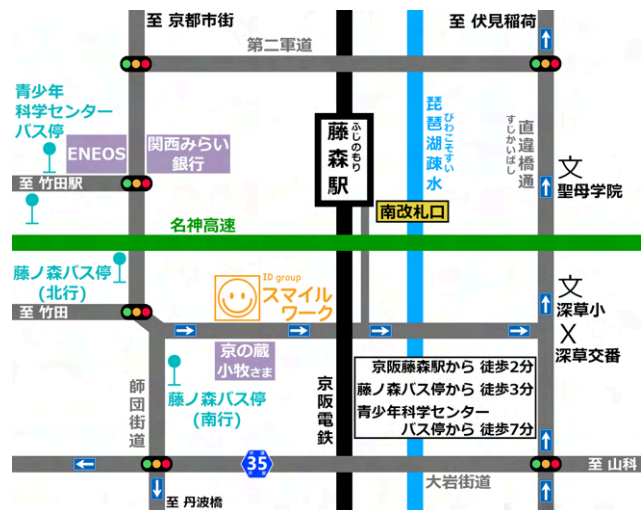 至 京都市街
至 伏見稲荷
第二軍道
青少年
科学センター
バス停
ENEOS
関西みらい
銀行
藤森駅
ふじのもり
琵琶湖疏水
びわこそすい
直違橋通
すじかいばし
文
聖母学院
至 竹田駅
南改札口
名神高速
藤ノ森バス停
(北行)
ID group
スマイル
ワーク
至 竹田
文
深草小
X
深草交番
京の蔵
小牧さま
師団街道
藤ノ森バス停
(南行)
京阪電鉄
京阪藤森駅から 徒歩2分
藤ノ森バス停から 徒歩3分
青少年科学センター
バス停から 徒歩7分
35
大岩街道
至 山科
至 丹波橋